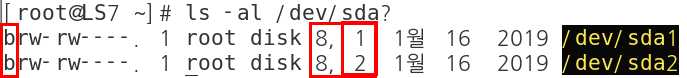 [root@LS7 ~]# ls -al /dev/sda?
brw-rw----. 1 root disk 8, 1 1월 16 2019 /dev/sda1
brw-rw----. 1 root disk 8, 2 1월 16 2019 /dev/sda2